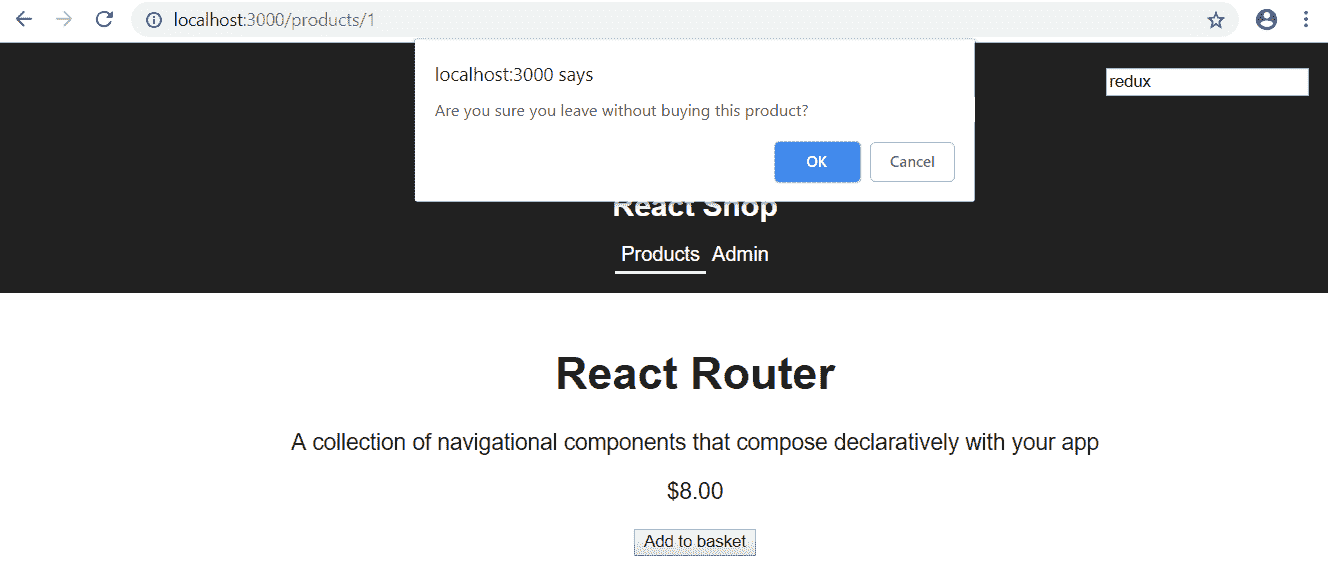 localhost:3000/products/1
localhost:3000 says
redux
Are you sure you leave without buying this product?
OK Cancel
React Shop
Products Admin
React Router
A collection of navigational components that compose declaratively with your app
$8.00
Add to basket